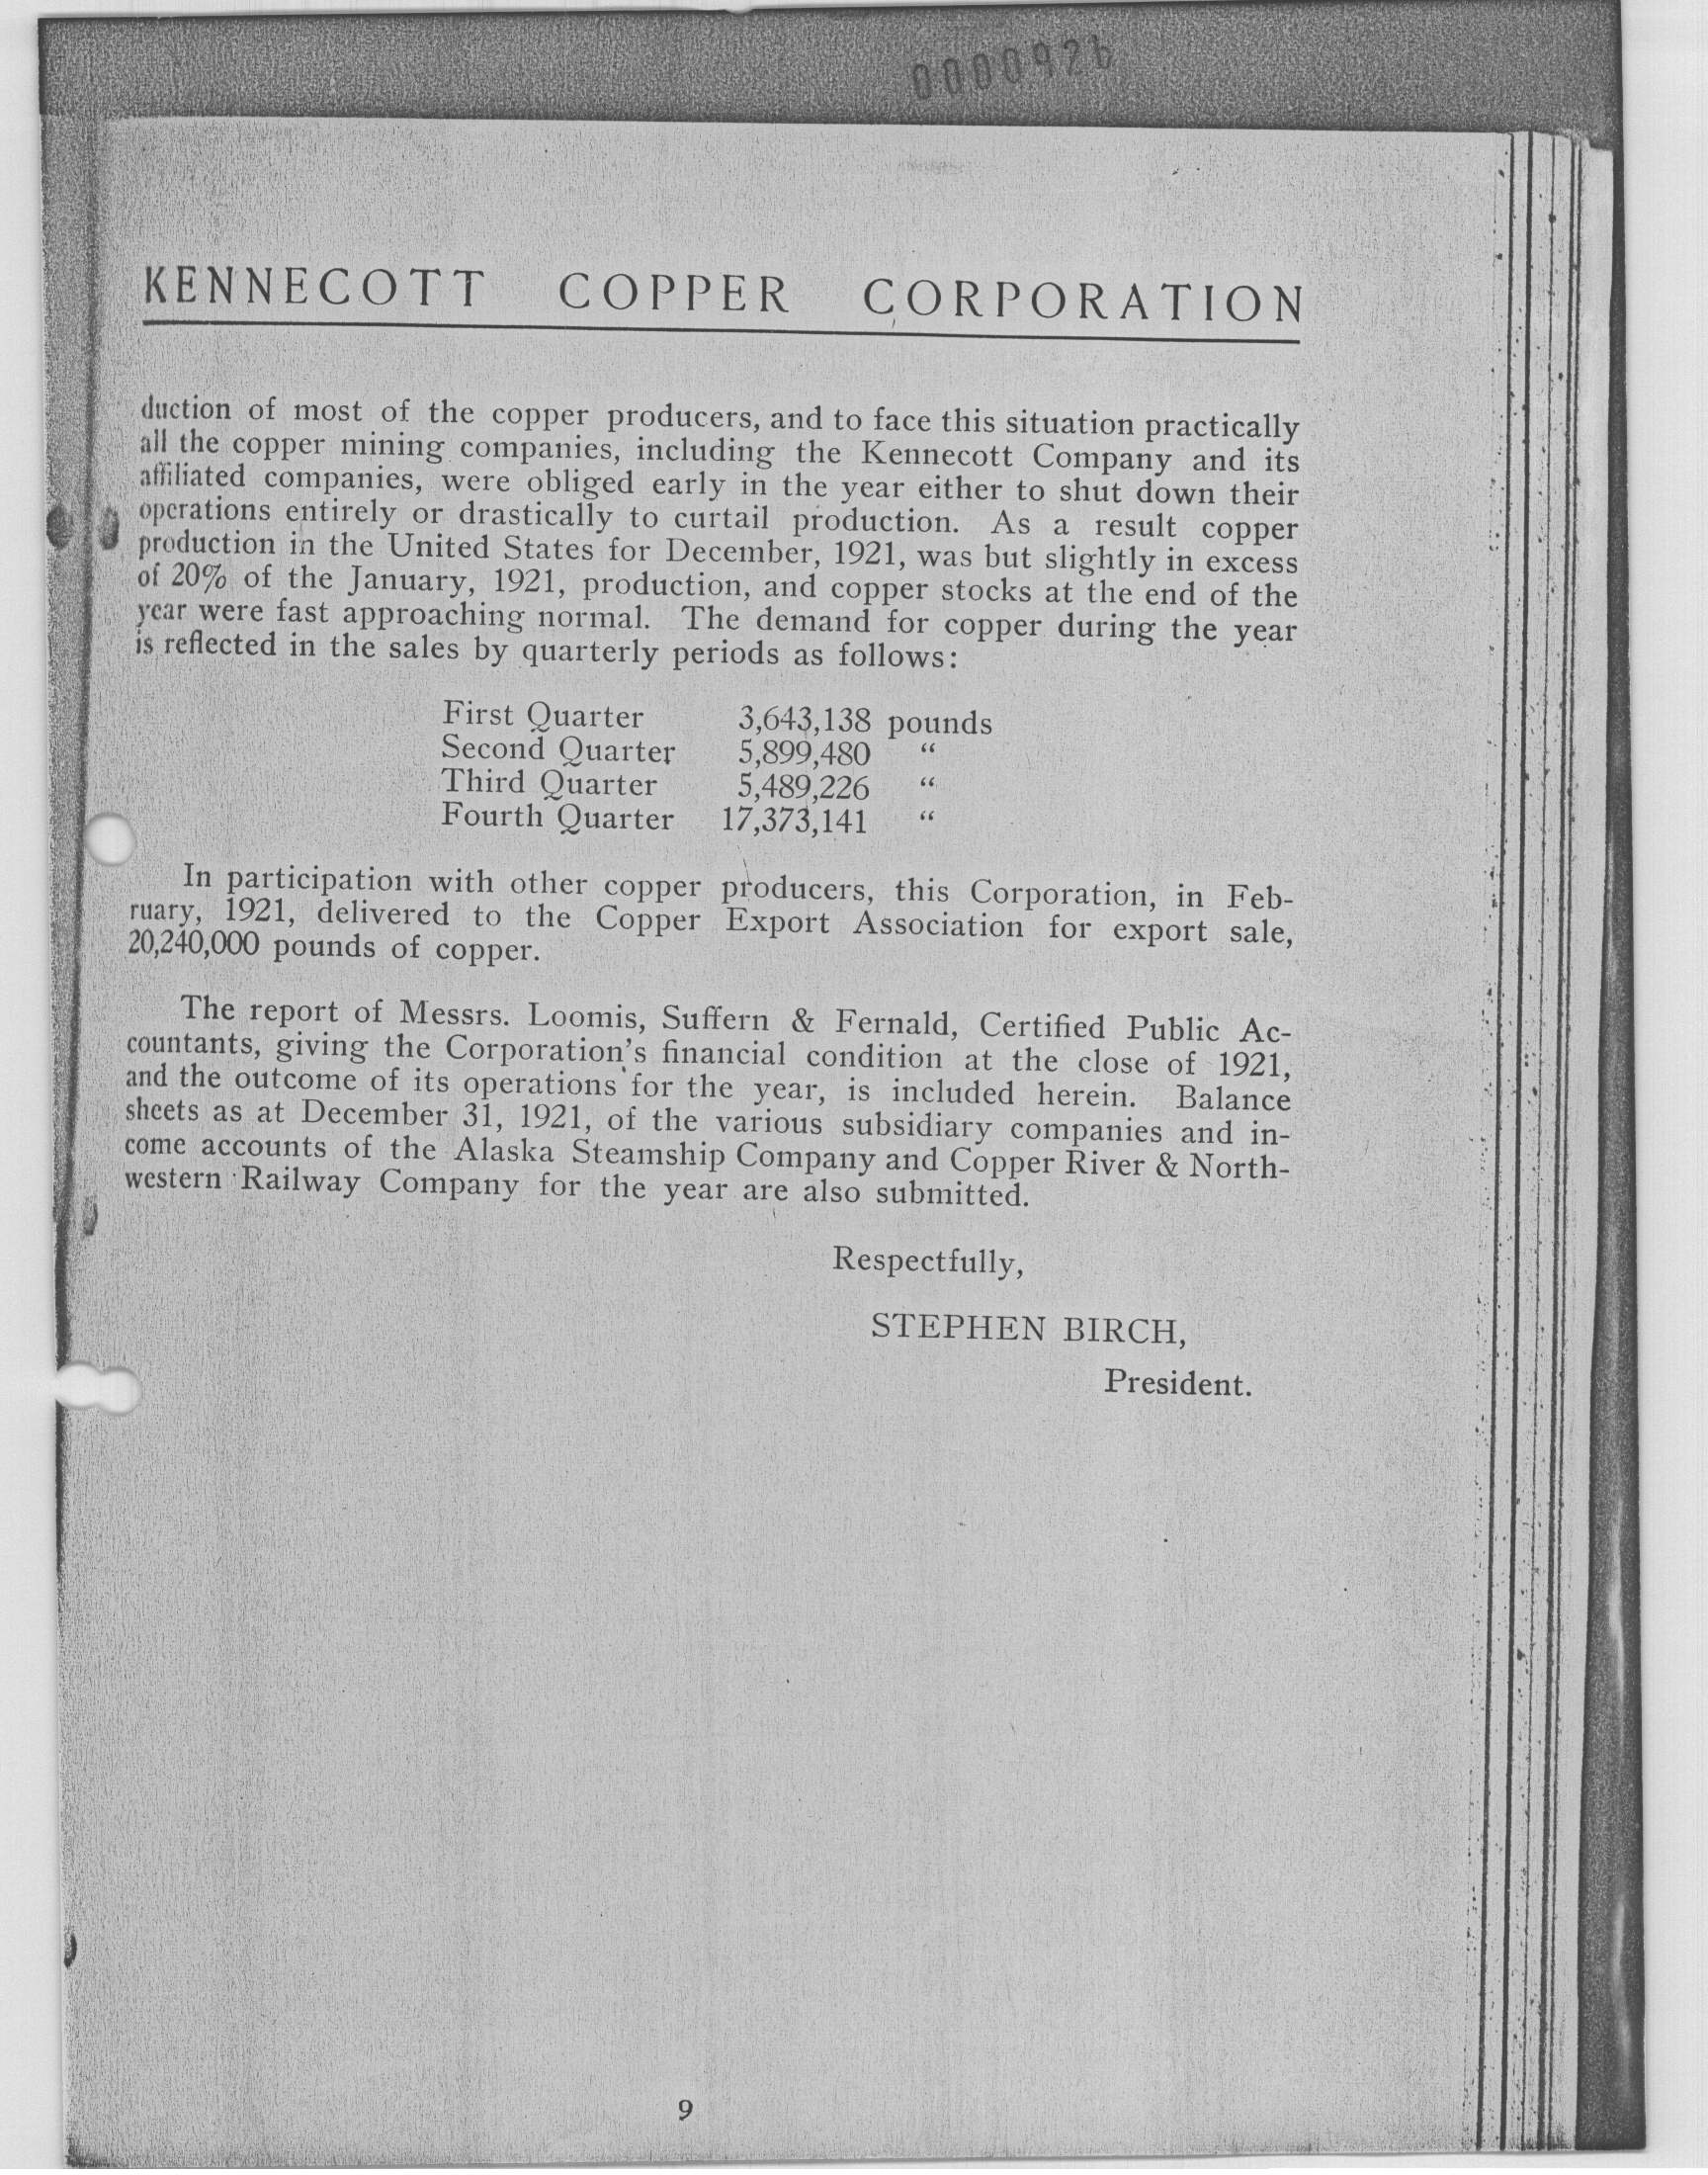 0000926
KENNECOTT COPPER CORPORATION
duction of most of the copper producers, and to face this situation practically
all the copper mining companies, including the Kennecott Company and its
affiliated companies, were obliged early in the year either to shut down their
operations entirely or drastically to curtail production. As a result copper
production in the United States for December, 1921, was but slightly in excess
of 20% of the January, 1921, production, and copper stocks at the end of the
year were fast approaching normal. The demand for copper during the year
is reflected in the sales by quarterly periods as follows:
First Quarter 3,643,138 pounds
Second Quarter 5,899,480 “
Third Quarter 5,489,226 “
Fourth Quarter 17,373,141 “
In participation with other copper producers, this Corporation, in Feb-
ruary, 1921, delivered to the Copper Export Association for export sale,
20,240,000 pounds of copper.
The report of Messrs. Loomis, Suffern & Fernald, Certified Public Ac-
countants, giving the Corporation's financial condition at the close of 1921,
and the outcome of its operations for the year, is included herein. Balance
sheets as at December 31, 1921, of the various subsidiary companies and in-
come accounts of the Alaska Steamship Company and Copper River & North-
western Railway Company for the year are also submitted.
Respectfully,
STEPHEN BIRCH,
President.
9